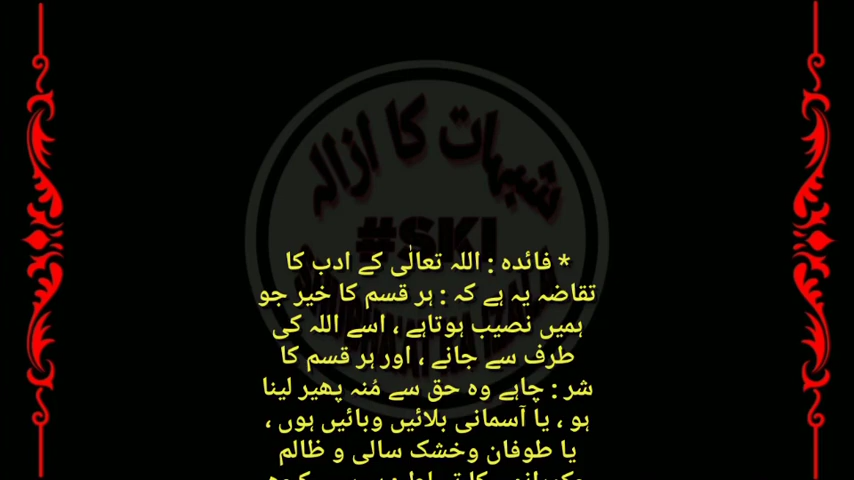 شبہات کا ازالہ
#SKI
* فائدہ : اللہ تعالٰی کے ادب کا
تقاضہ یہ ہے کہ : ہر قسم کا خیر جو
ہمیں نصیب ہوتاہے ، اسے اللہ کی
طرف سے جانے ، اور ہر قسم کا
شر : چاہے وہ حق سے مُنہ پھیر لینا
ہو ، یا آسمانی بلائیں وبائیں ہوں ،
یا طوفان وخشک سالی و ظالم